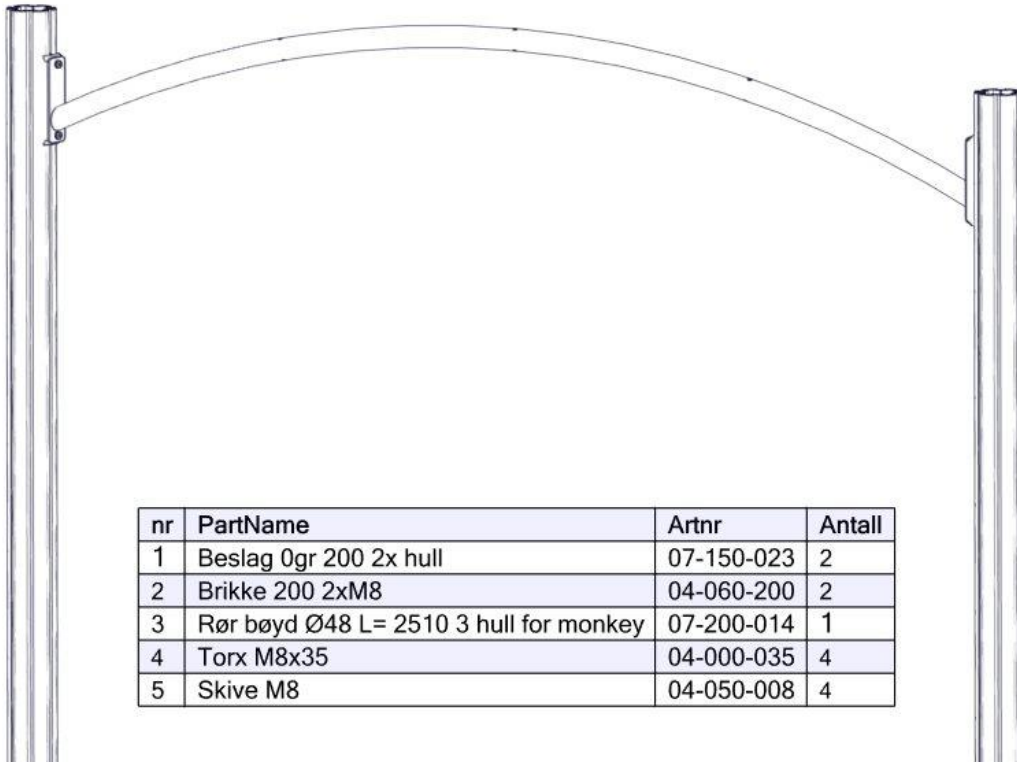 nr PartName Artnr Antall
1 Beslag 0gr 200 2x hull 07-150-023 2
2 Brikke 200 2xM8 04-060-200 2
3 Rør bøyd Ø48 L= 2510 3 hull for monkey 07-200-014 1
4 Torx M8x35 04-000-035 4
5 Skive M8 04-050-008 4